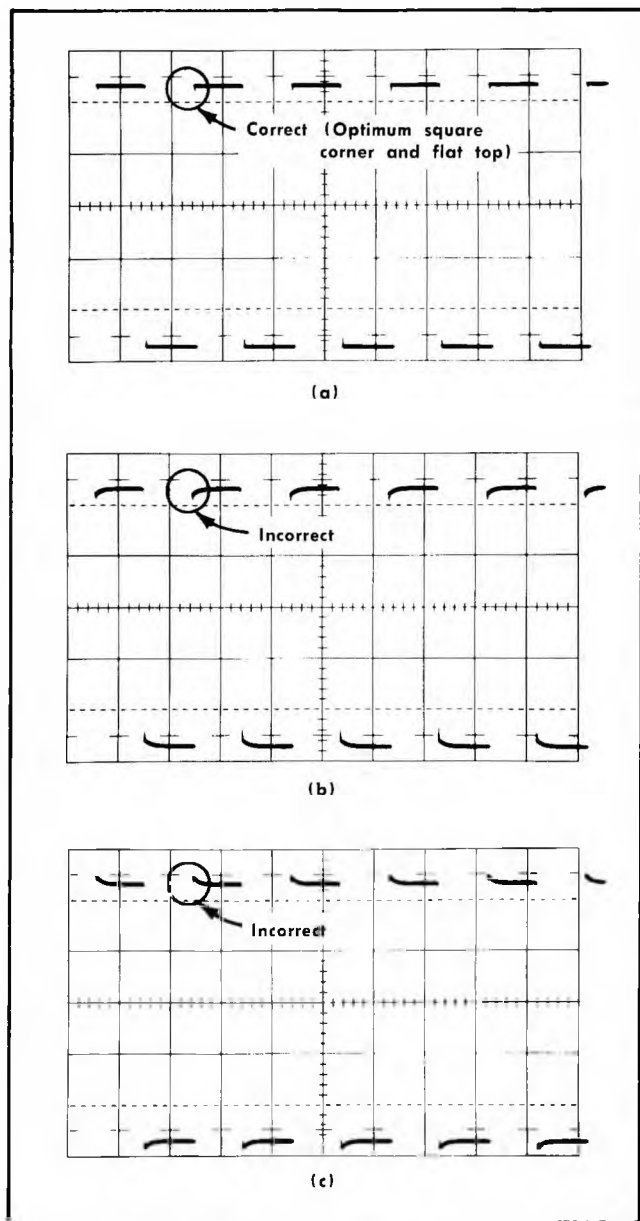 Correct (Optimum square
corner and flat top)
(a)
Incorrect
(b)
Incorrect
(c)